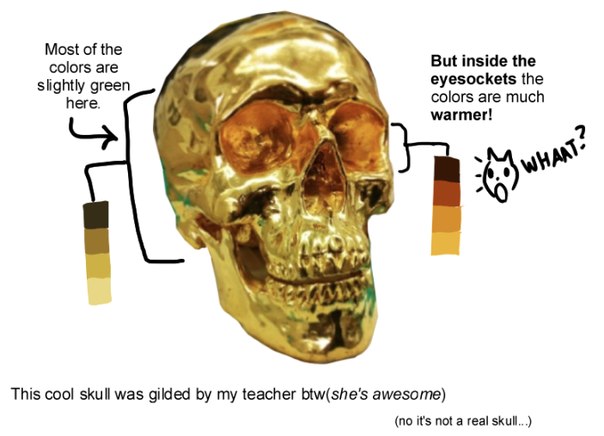 Most of the
colors are
slightly green
here.
But inside the
eyesockets the
colors are much
warmer!
WHAAT?
This cool skull was gilded by my teacher btw(she's awesome)
(no it's not a real skull...)